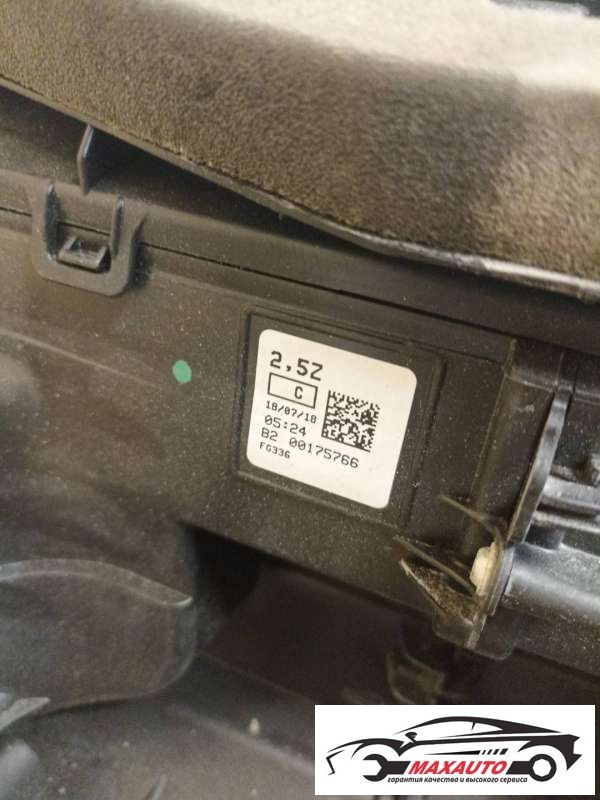 2,5Z
C
18/07/18
05:24
B2 00175766
FG336
MAXAUTO
гарантия качества и высокого сервиса